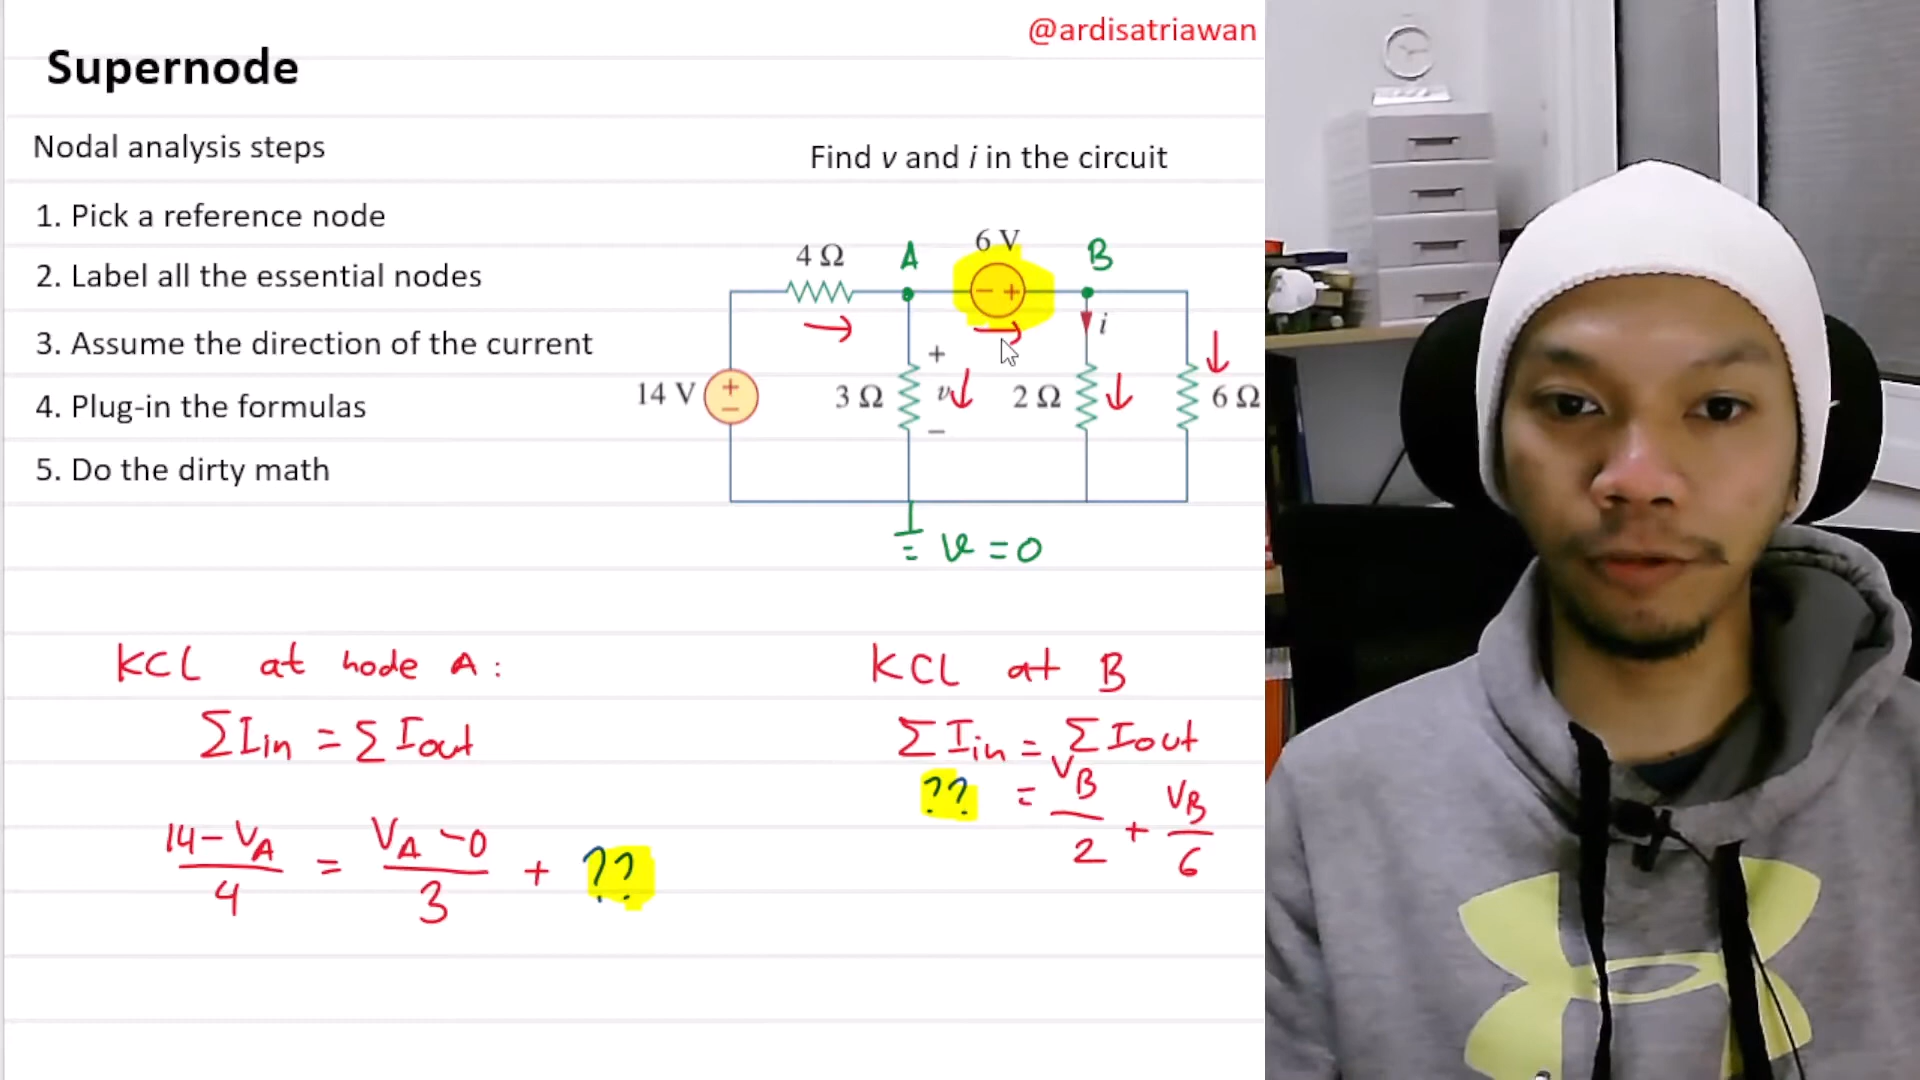 @ardisatriawan
Supernode
Nodal analysis steps
1. Pick a reference node
2. Label all the essential nodes
3. Assume the direction of the current
4. Plug-in the formulas
5. Do the dirty math
Find v and i in the circuit
6 V
4 Ω
A
B
− +
i
+
14 V
+
−
3 Ω
v
2 Ω
6 Ω
−
v = 0
KCL at node A:
ΣIin = ΣIout
14 − VA / 4 = VA − 0 / 3 + ??
KCL at B
ΣIin = ΣIout
?? = VB / 2 + VB / 6